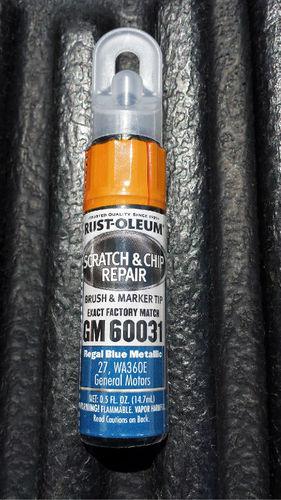 TRUSTED QUALITY SINCE 1921
RUST-OLEUM
SCRATCH & CHIP
REPAIR
BRUSH & MARKER TIP
EXACT FACTORY MATCH
GM 60031
Regal Blue Metallic
27, WA360E
General Motors
NET: 0.5 FL. OZ. (14.7mL)
WARNING! FLAMMABLE. VAPOR HARMFUL
Read Cautions on Back.